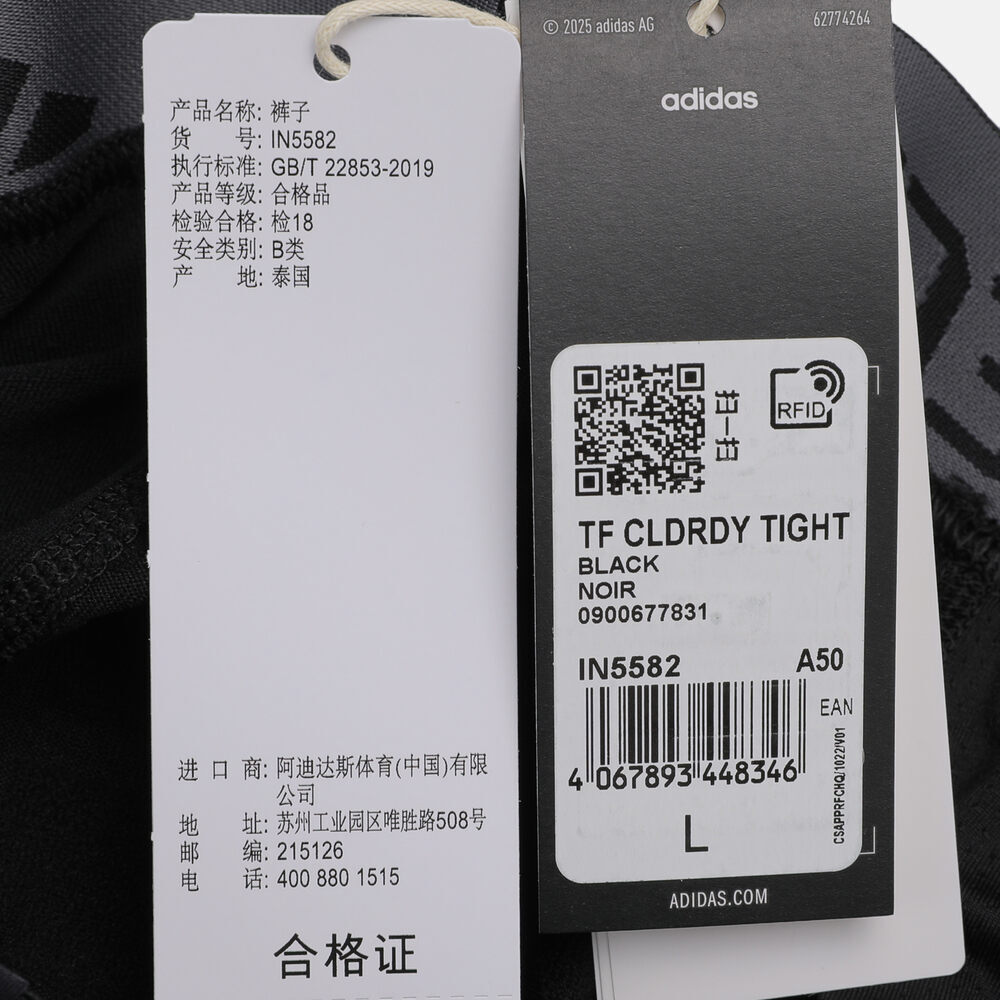 产品名称: 裤子
货 号: IN5582
执行标准: GB/T 22853-2019
产品等级: 合格品
检验合格: 检18
安全类别: B类
产 地: 泰国
进 口 商: 阿迪达斯体育(中国)有限
公司
地 址: 苏州工业园区唯胜路508号
邮 编: 215126
电 话: 400 880 1515
合格证
© 2025 adidas AG
62774264
adidas
RFID
TF CLDRDY TIGHT
BLACK
NOIR
0900677831
IN5582
A50
EAN
4 067893 448346
CSAPPRFCHQ/1022/V01
L
ADIDAS.COM